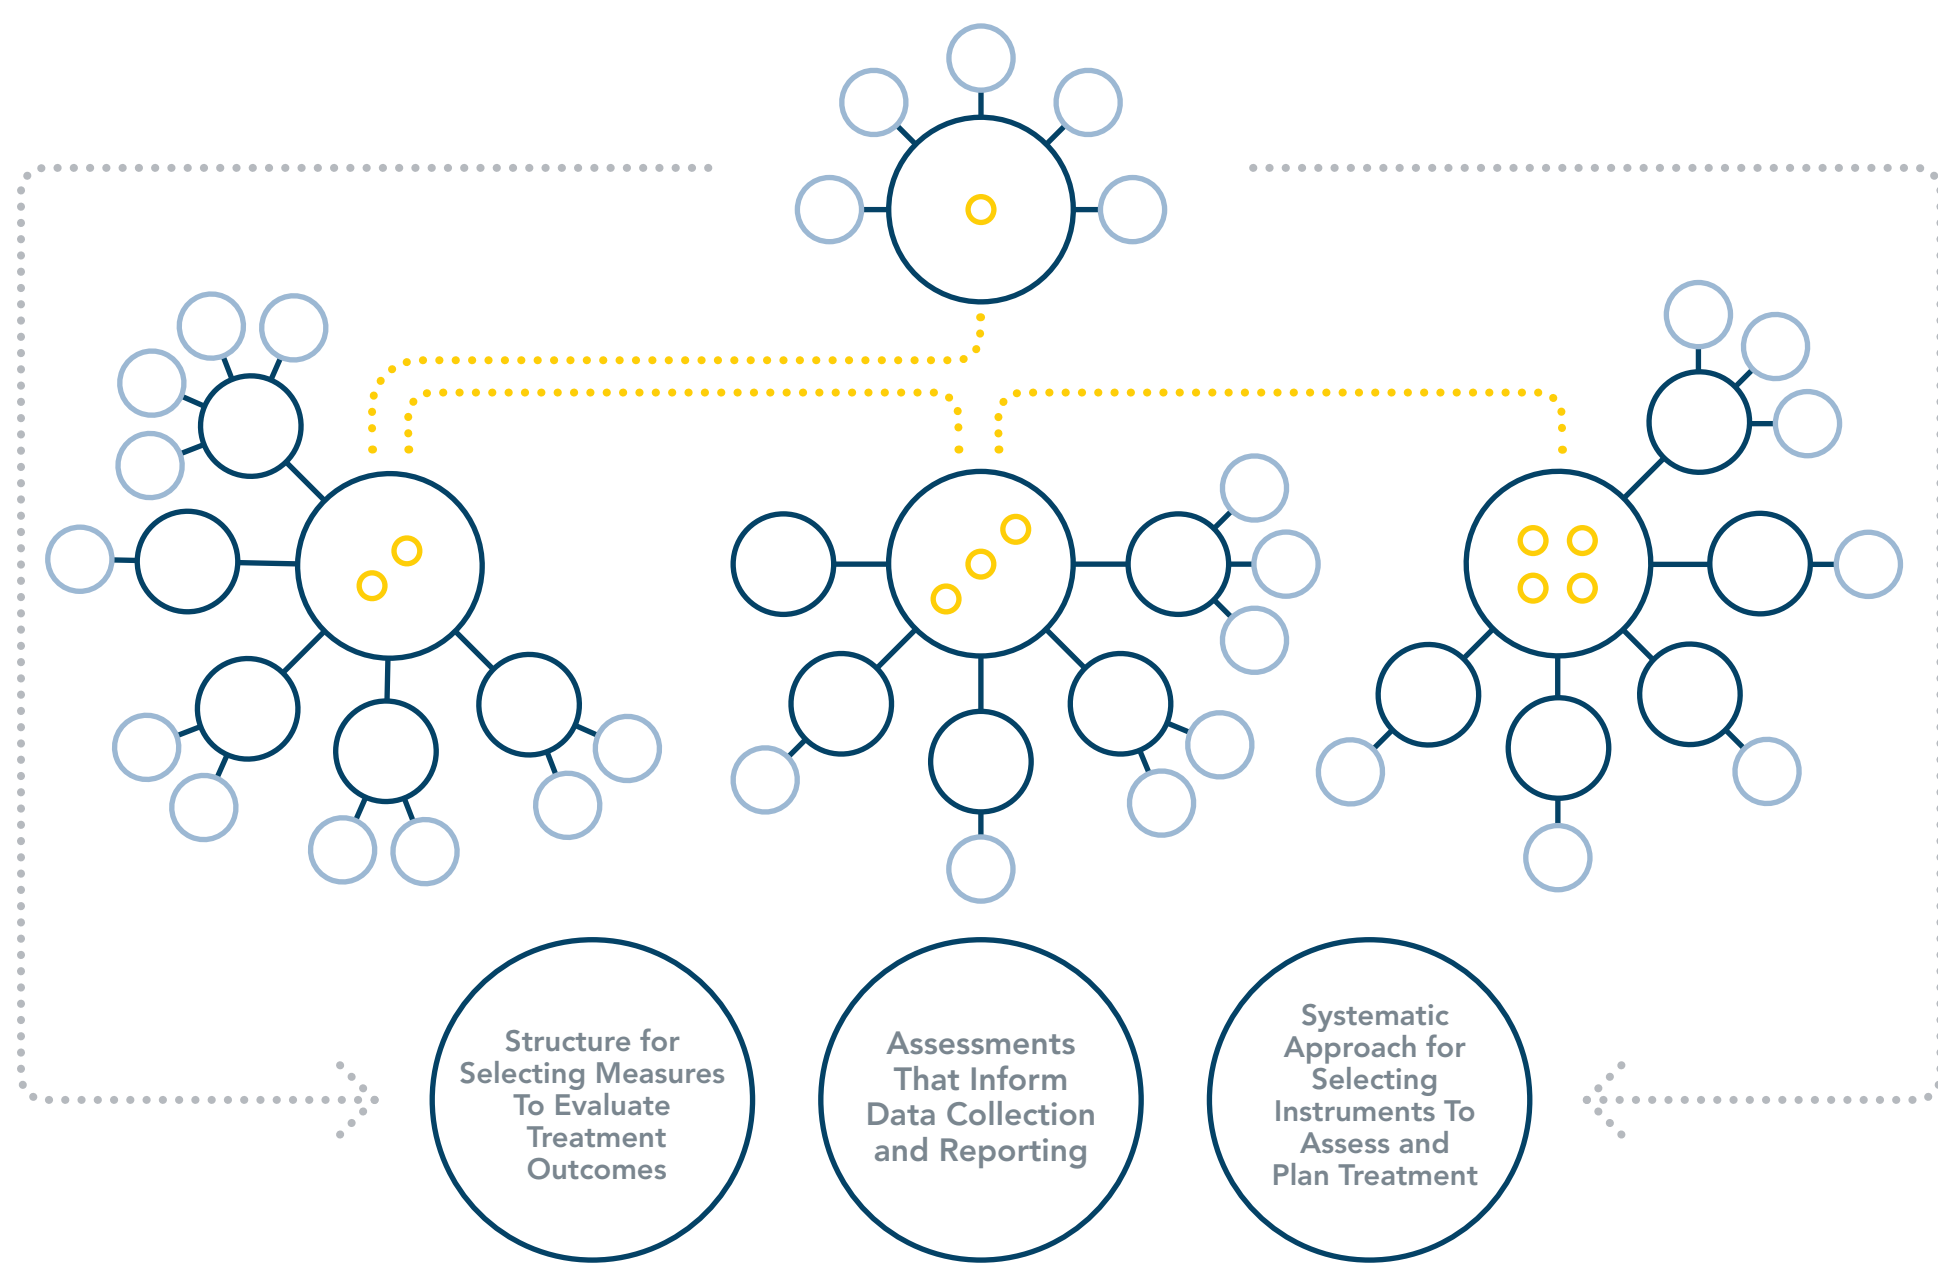 Structure for
Selecting Measures
To Evaluate
Treatment
Outcomes
Assessments
That Inform
Data Collection
and Reporting
Systematic
Approach for
Selecting
Instruments To
Assess and
Plan Treatment